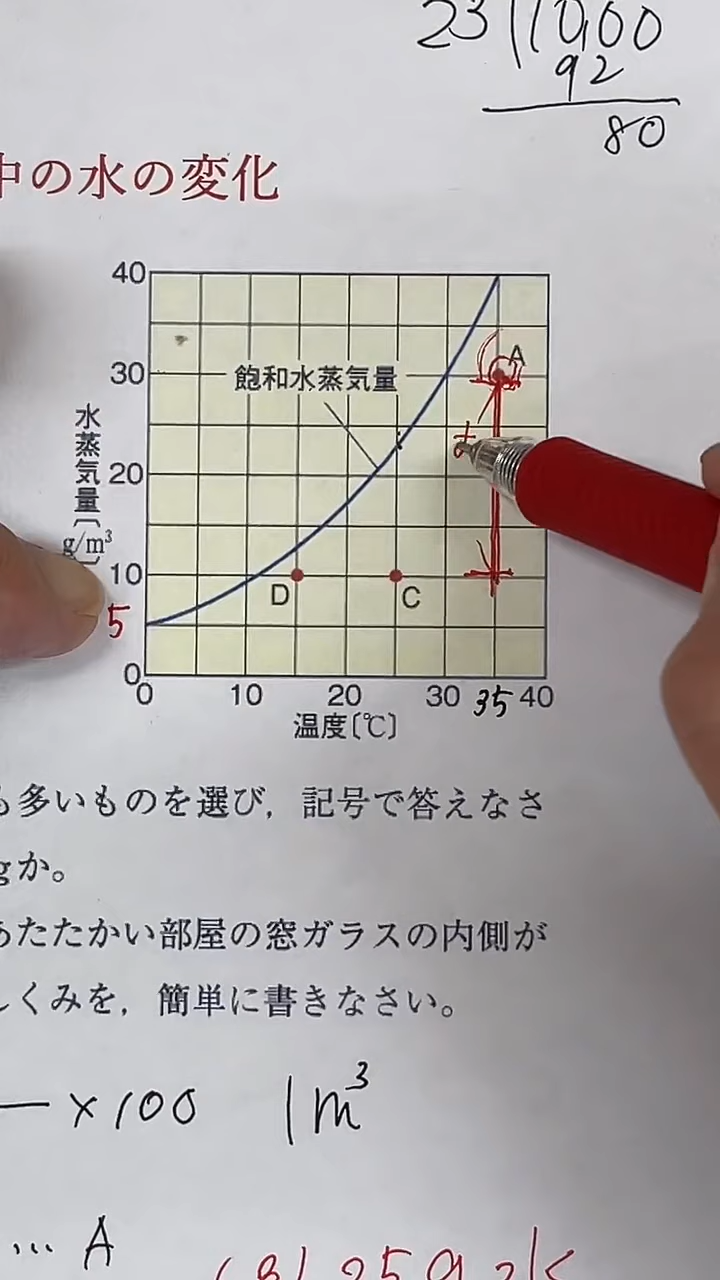 23 10,00
92
80
中の水の変化
40
30
20
10
0
水蒸気量
g/m³
飽和水蒸気量
A
D
C
5
0 10 20 30 35 40
温度[℃]
も多いものを選び，記号で答えなさ
gか。
あたたかい部屋の窓ガラスの内側が
しくみを，簡単に書きなさい。
×100 1m³
… A